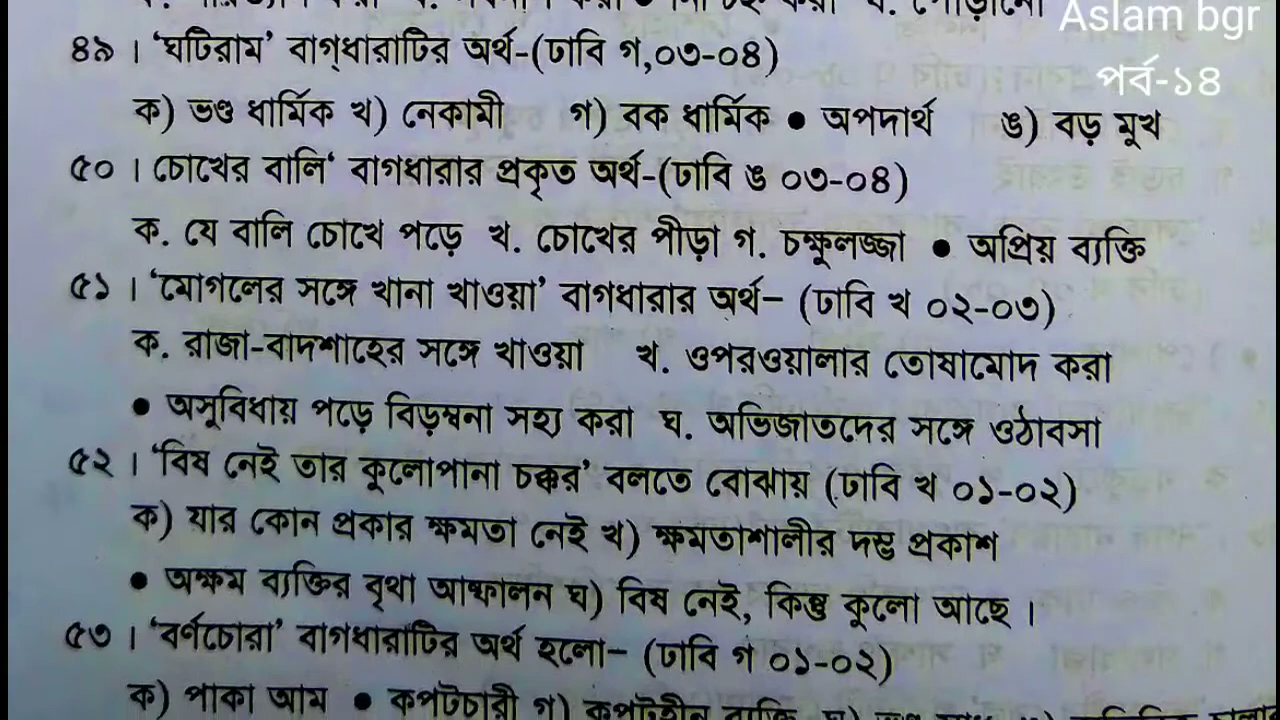 Aslam bgr
পর্ব-১৪
৪৯। ‘ঘটিরাম’ বাগ্‌ধারাটির অর্থ-(ঢাবি গ,০৩-০৪)
ক) ভণ্ড ধার্মিক খ) নেকামী গ) বক ধার্মিক ● অপদার্থ ঙ) বড় মুখ
৫০। চোখের বালি‘ বাগধারার প্রকৃত অর্থ-(ঢাবি ঙ ০৩-০৪)
ক. যে বালি চোখে পড়ে খ. চোখের পীড়া গ. চক্ষুলজ্জা ● অপ্রিয় ব্যক্তি
৫১। ‘মোগলের সঙ্গে খানা খাওয়া’ বাগধারার অর্থ– (ঢাবি খ ০২-০৩)
ক. রাজা-বাদশাহের সঙ্গে খাওয়া খ. ওপরওয়ালার তোষামোদ করা
● অসুবিধায় পড়ে বিড়ম্বনা সহ্য করা ঘ. অভিজাতদের সঙ্গে ওঠাবসা
৫২। ‘বিষ নেই তার কুলোপানা চক্কর’ বলতে বোঝায় (ঢাবি খ ০১-০২)
ক) যার কোন প্রকার ক্ষমতা নেই খ) ক্ষমতাশালীর দম্ভ প্রকাশ
● অক্ষম ব্যক্তির বৃথা আস্ফালন ঘ) বিষ নেই, কিন্তু কুলো আছে।
৫৩। ‘বর্ণচোরা’ বাগধারাটির অর্থ হলো– (ঢাবি গ ০১-০২)
ক) পাকা আম ● কপটচারী গ) কপটহীন ব্যক্তি